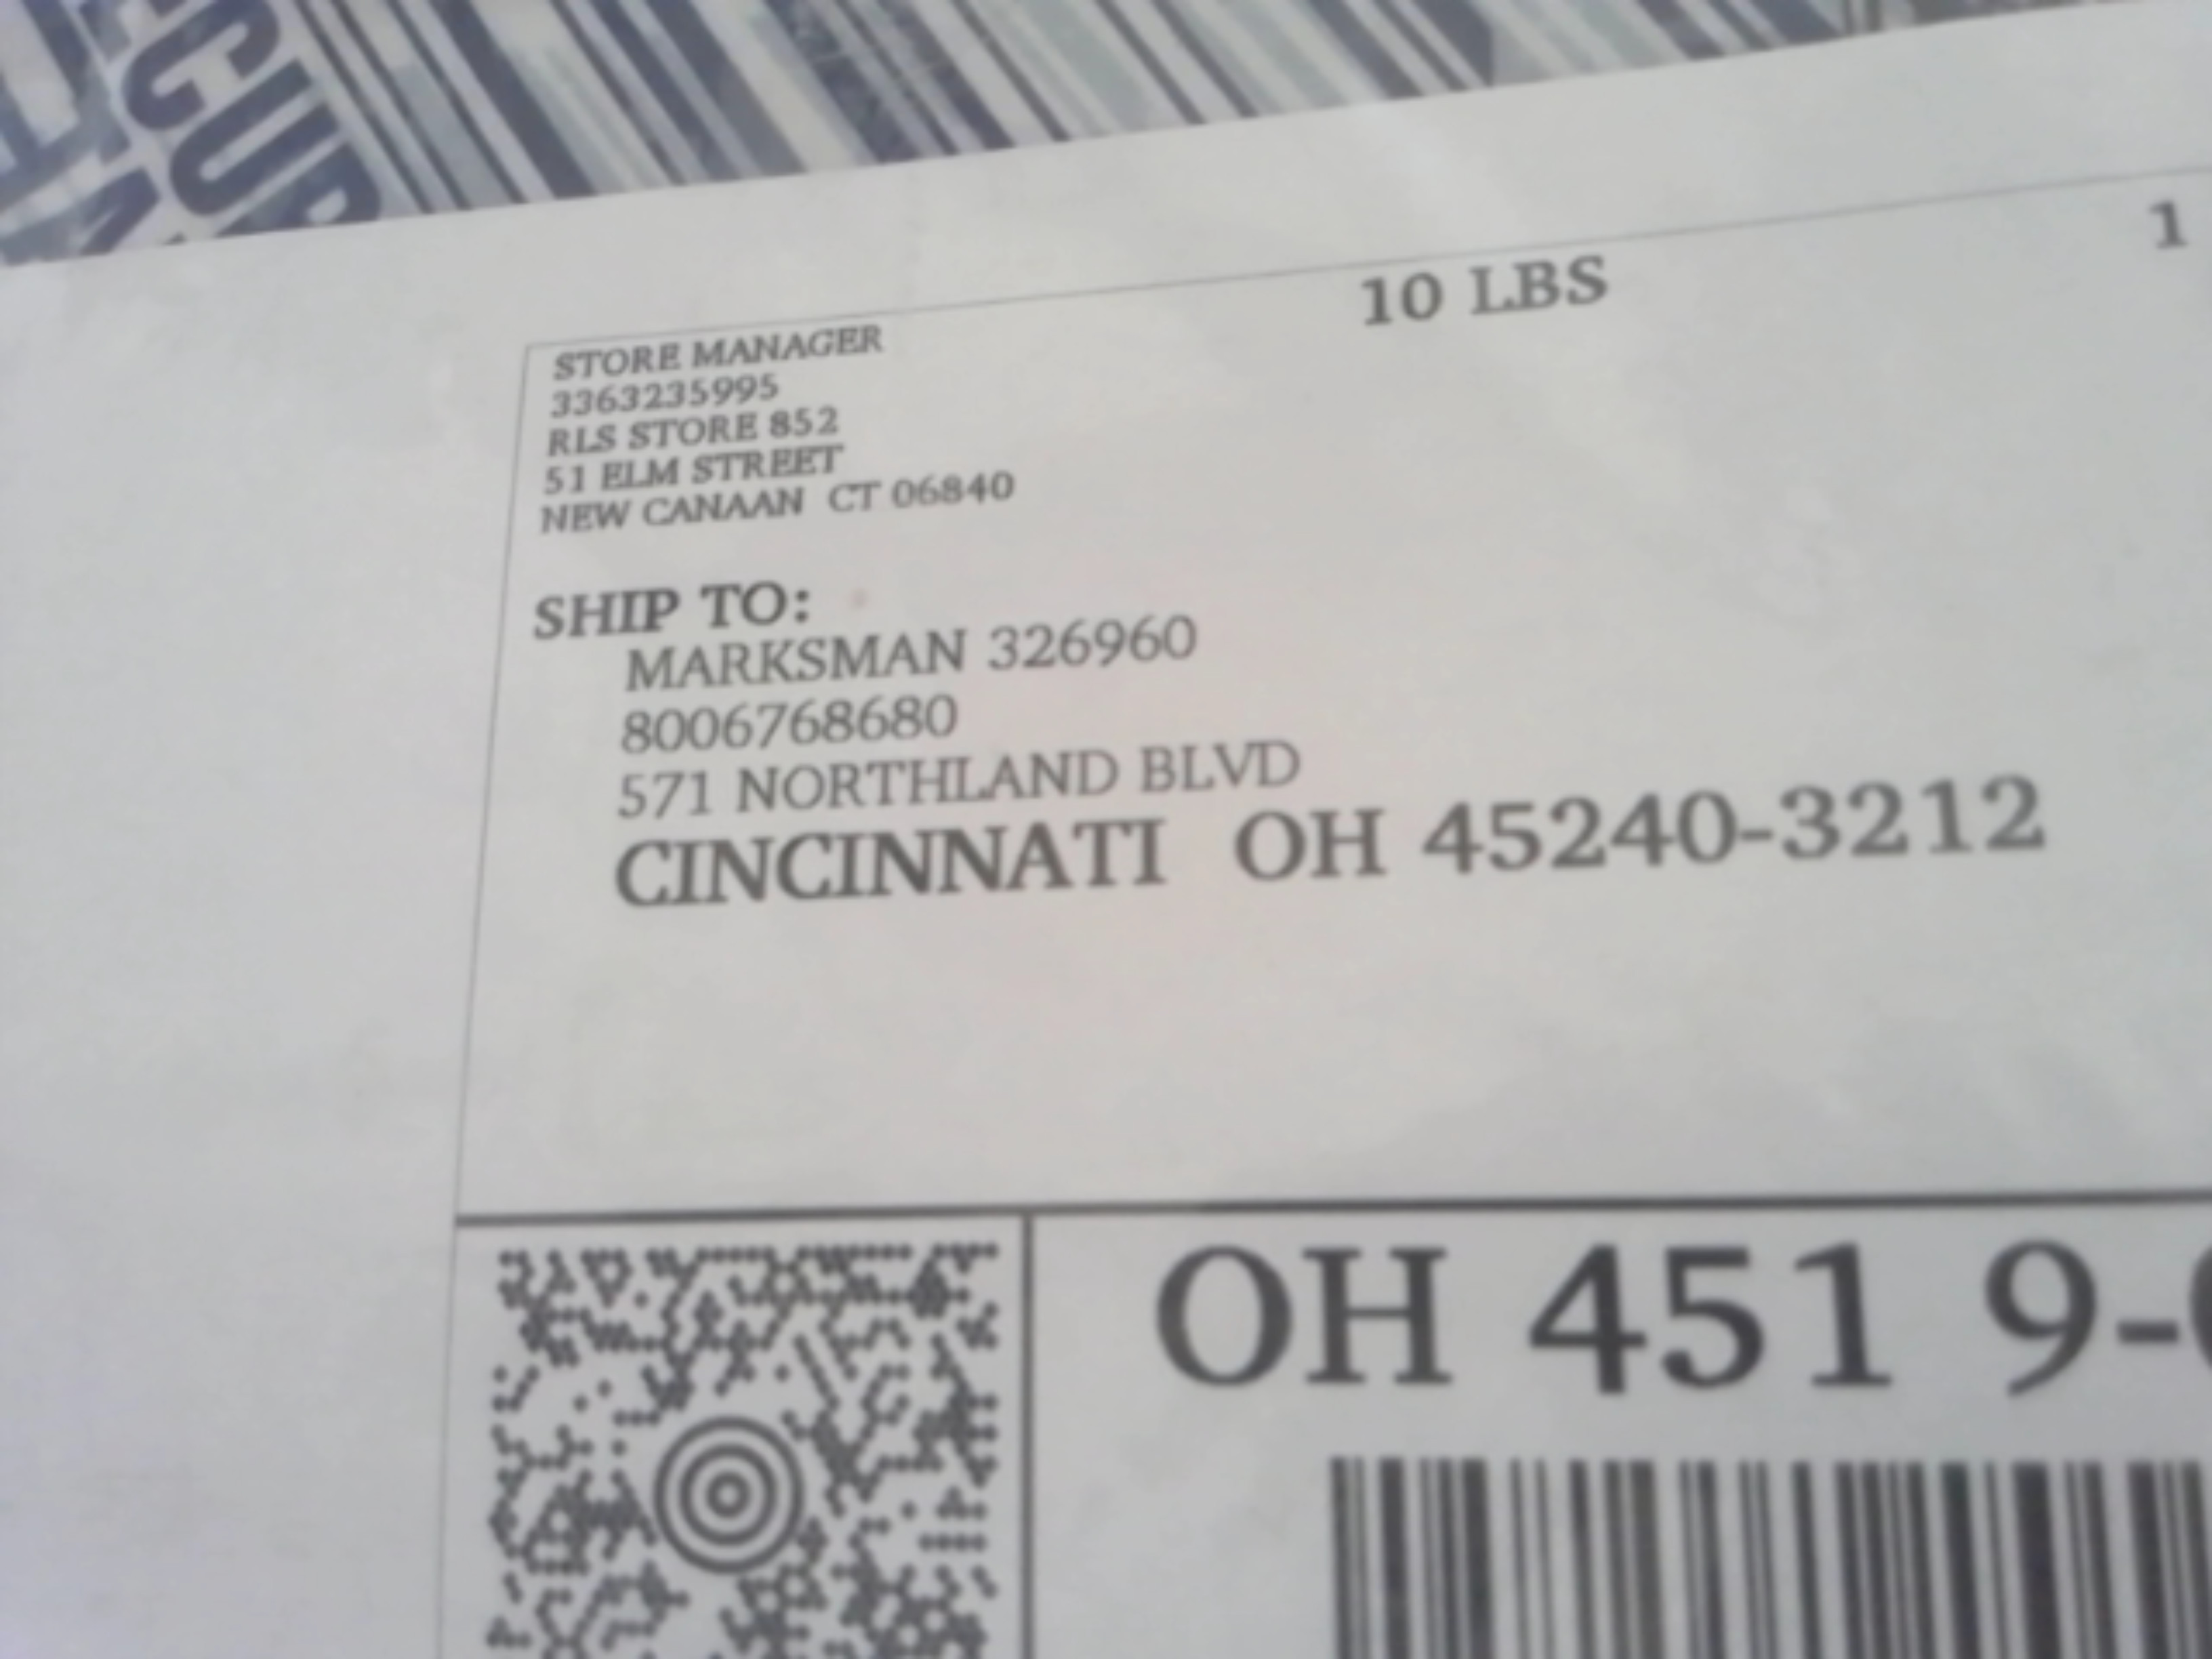 CUR
10 LBS
1
STORE MANAGER
3363235995
RLS STORE 852
51 ELM STREET
NEW CANAAN CT 06840
SHIP TO:
MARKSMAN 326960
8006768680
571 NORTHLAND BLVD
CINCINNATI OH 45240-3212
OH 451 9-